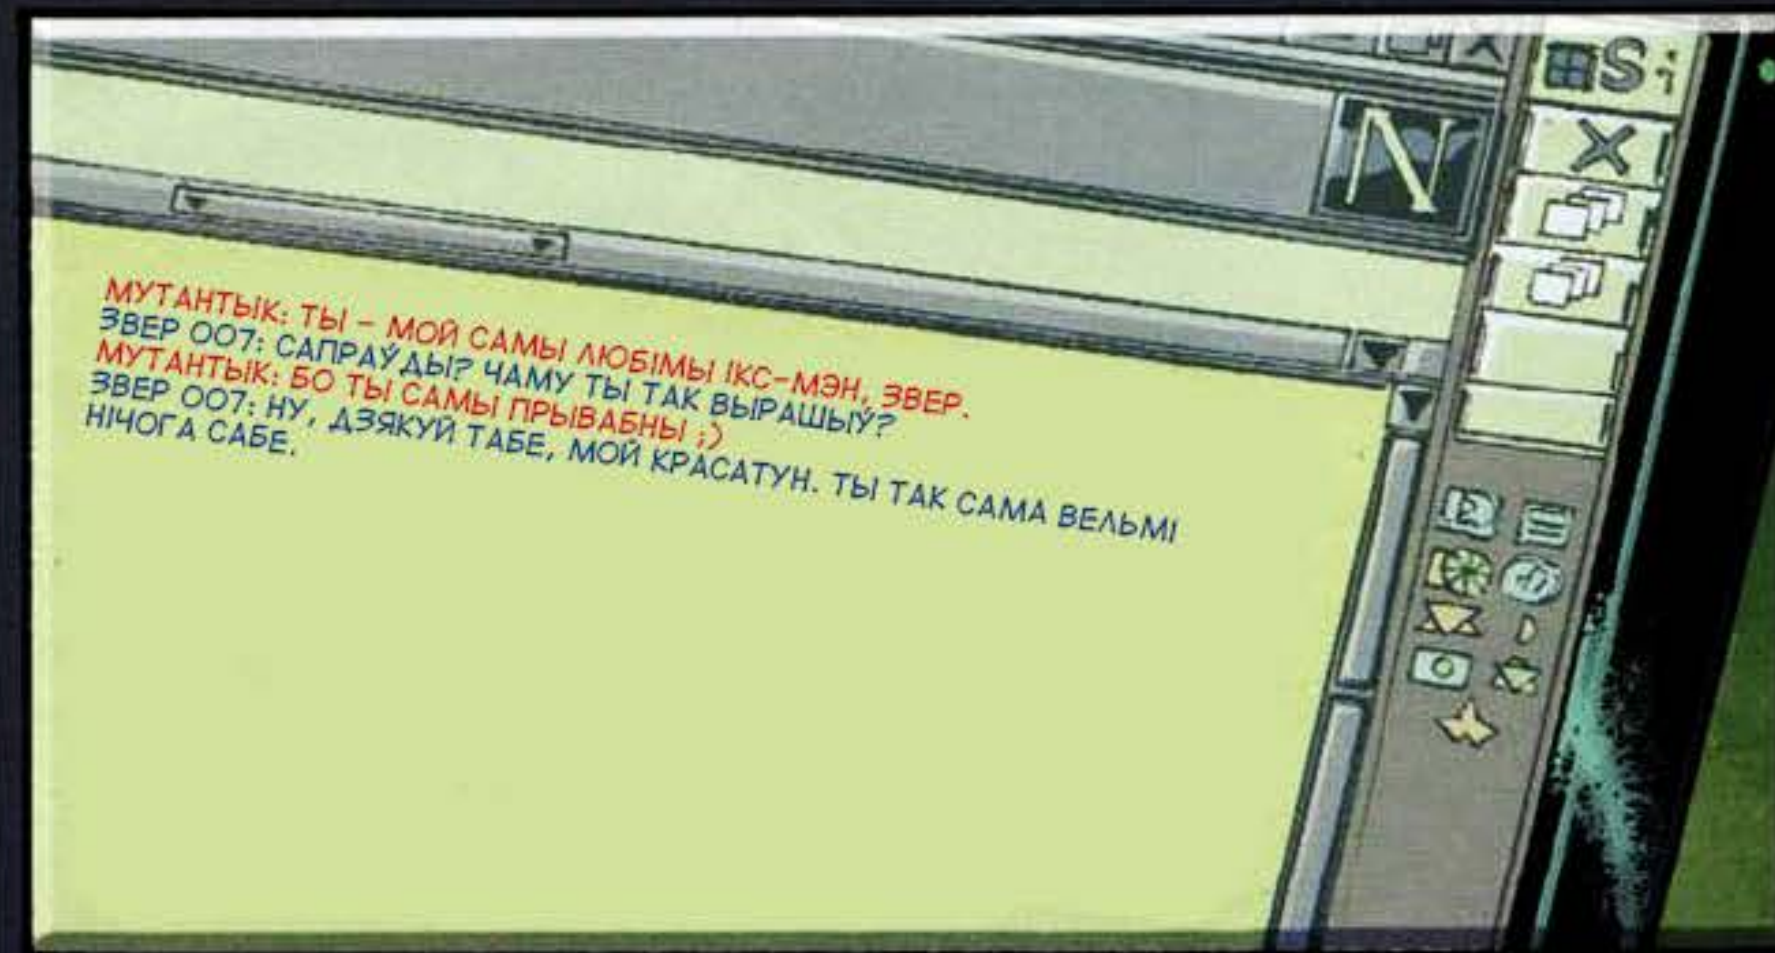 N
S
МУТАНТЫК: ТЫ – МОЙ САМЫ ЛЮБІМЫ ІКС-МЭН, ЗВЕР.
ЗВЕР 007: САПРАЎДЫ? ЧАМУ ТЫ ТАК ВЫРАШЫЎ?
МУТАНТЫК: БО ТЫ САМЫ ПРЫВАБНЫ ;)
ЗВЕР 007: НУ, ДЗЯКУЙ ТАБЕ, МОЙ КРАСАТУН. ТЫ ТАК САМА ВЕЛЬМІ
НІЧОГА САБЕ.